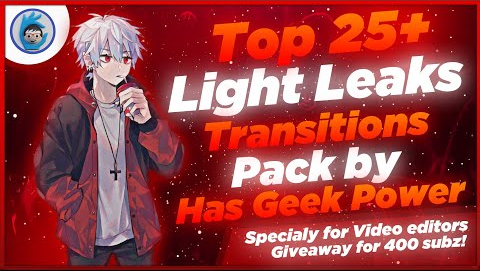 Top 25+
Light Leaks
Transitions
Pack by
Has Geek Power
Specialy for Video editors
Giveaway for 400 subz!